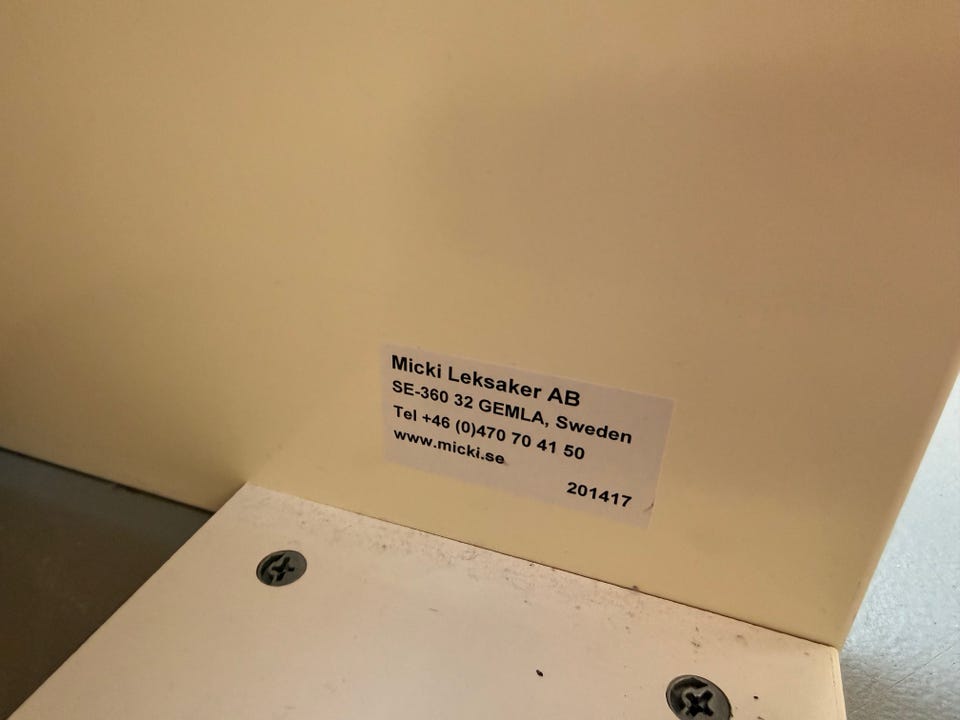 Micki Leksaker AB
SE-360 32 GEMLA, Sweden
Tel +46 (0)470 70 41 50
www.micki.se
201417